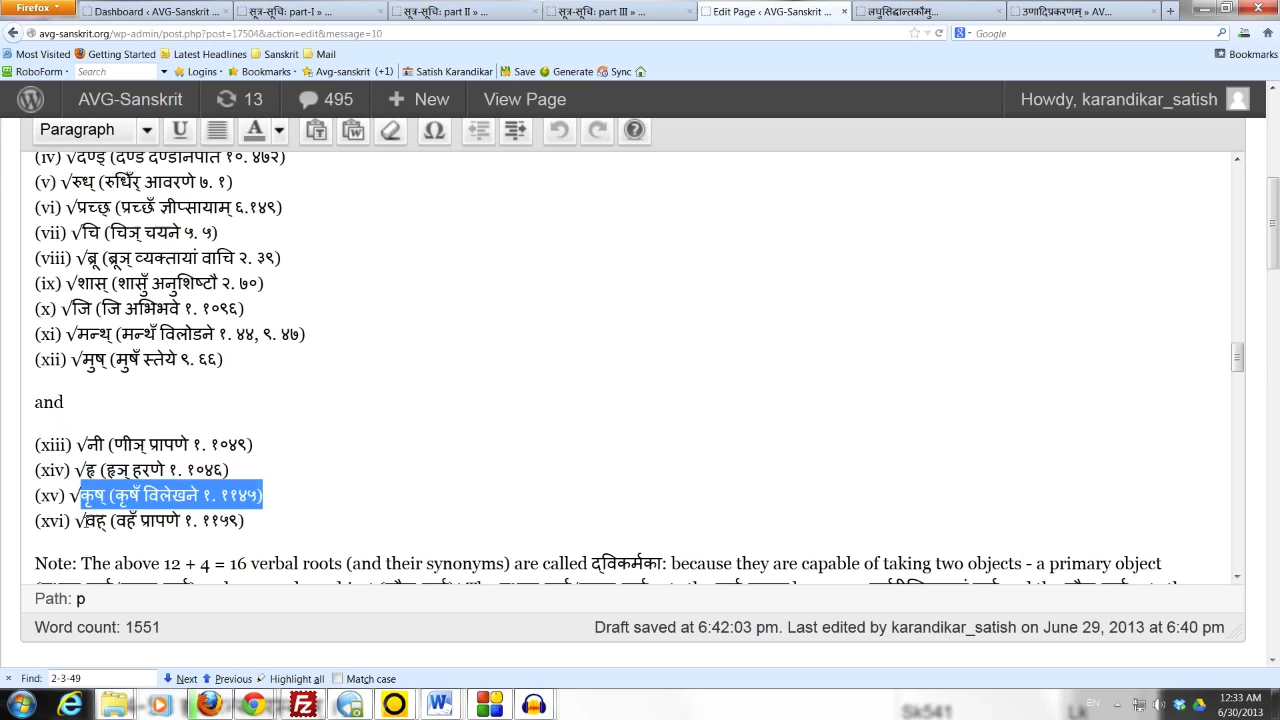 Firefox
Dashboard ‹ AVG-Sanskrit ...
सूत्र-सूचिः part-I » ...
सूत्र-सूचिः part II » ...
सूत्र-सूचिः part III » ...
Edit Page ‹ AVG-Sanskrit ...
लघुसिद्धान्तकौमु...
उणादिप्रकरणम् » AV...
avg-sanskrit.org/wp-admin/post.php?post=17504&action=edit&message=10
Google
Most Visited Getting Started Latest Headlines Sanskrit Mail
Bookmarks
RoboForm Search Logins Bookmarks Avg-sanskrit (+1) Satish Karandikar Save Generate Sync
AVG-Sanskrit 13 495 New View Page Howdy, karandikar_satish
Paragraph
(iv) √दण्ड् (दण्ड दण्डनिपाते १०. ४७२)
(v) √रुध् (रुधिँर् आवरणे ७. १)
(vi) √प्रच्छ् (प्रच्छँ ज्ञीप्सायाम् ६.१४९)
(vii) √चि (चिञ् चयने ५. ५)
(viii) √ब्रू (ब्रूञ् व्यक्तायां वाचि २. ३९)
(ix) √शास् (शासुँ अनुशिष्टौ २. ७०)
(x) √जि (जि अभिभवे १. १०९६)
(xi) √मन्थ् (मन्थँ विलोडने १. ४४, ९. ४७)
(xii) √मुष् (मुषँ स्तेये ९. ६६)
and
(xiii) √नी (णीञ् प्रापणे १. १०४९)
(xiv) √हृ (हृञ् हरणे १. १०४६)
(xv) √कृष् (कृषँ विलेखने १. ११४५)
(xvi) √वह् (वहँ प्रापणे १. ११५९)
Note: The above 12 + 4 = 16 verbal roots (and their synonyms) are called द्विकर्मका: because they are capable of taking two objects - a primary object
Path: p
Word count: 1551
Draft saved at 6:42:03 pm. Last edited by karandikar_satish on June 29, 2013 at 6:40 pm
Find: 2-3-49 Next Previous Highlight all Match case
EN
12:33 AM
6/30/2013